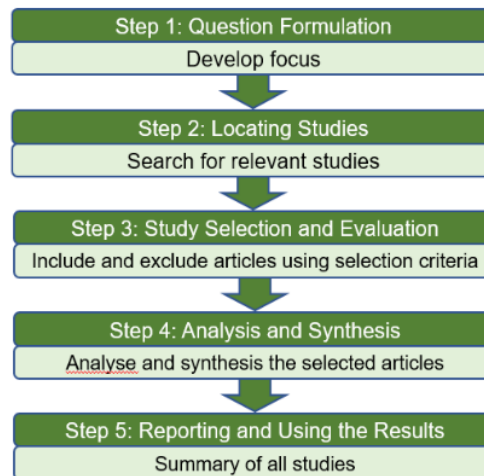 Step 1: Question Formulation
Develop focus
Step 2: Locating Studies
Search for relevant studies
Step 3: Study Selection and Evaluation
Include and exclude articles using selection criteria
Step 4: Analysis and Synthesis
Analyse and synthesis the selected articles
Step 5: Reporting and Using the Results
Summary of all studies